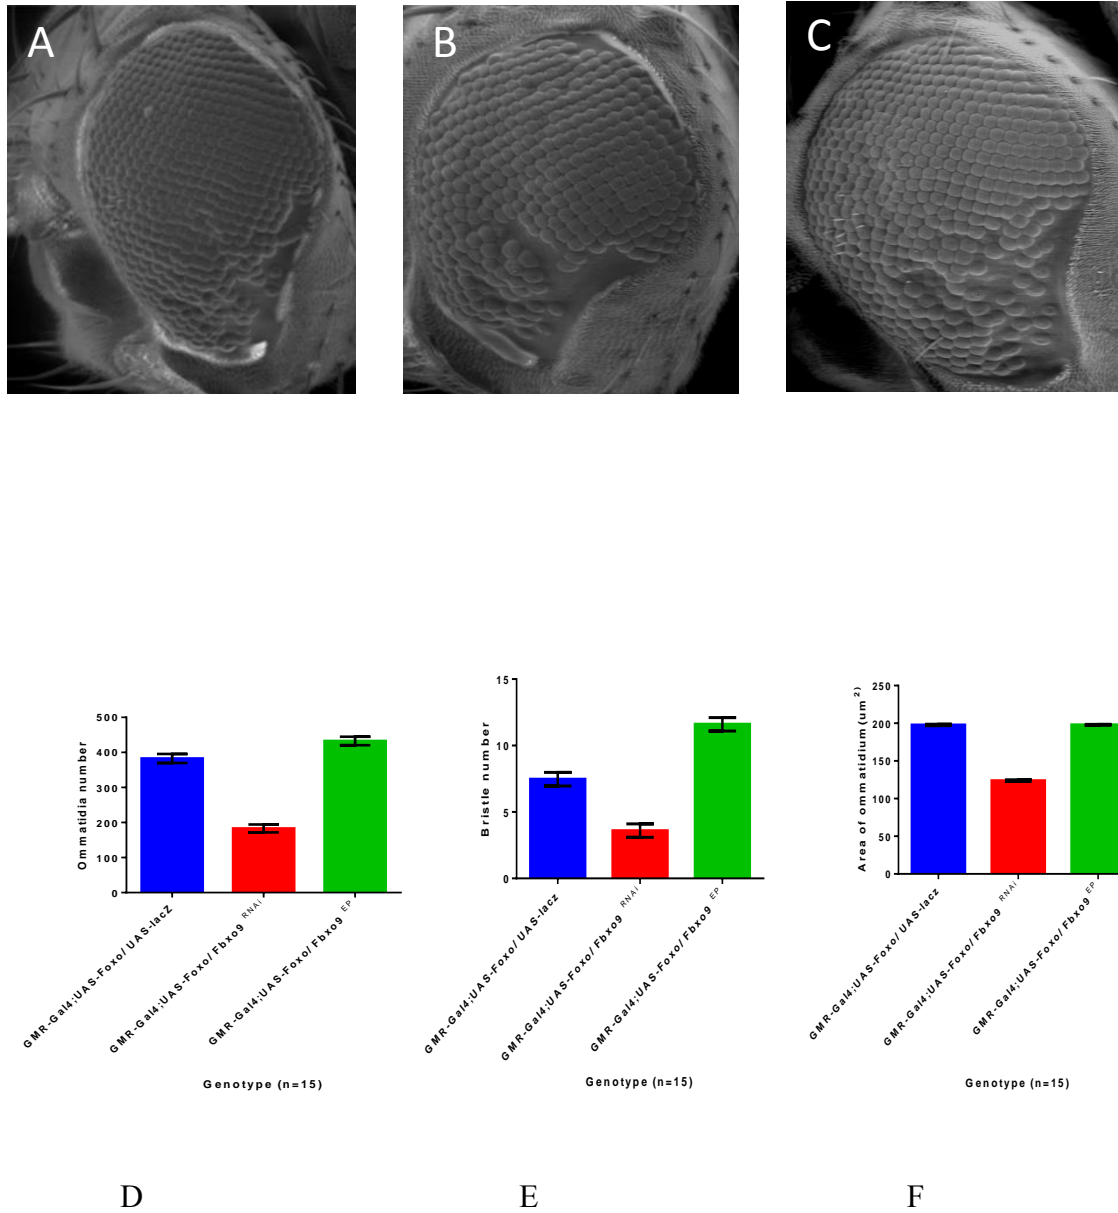 A
B
C
Ommatidia number
500
400
300
200
100
0
GMR-Gal4;UAS-Foxo/ UAS-lacZ
GMR-Gal4;UAS-Foxo/ Fbxo9 RNAi
GMR-Gal4;UAS-Foxo/ Fbxo9 EP
Genotype (n=15)
Bristle number
15
10
5
0
GMR-Gal4;UAS-Foxo/ UAS-lacz
GMR-Gal4;UAS-Foxo/ Fbxo9 RNAi
GMR-Gal4;UAS-Foxo/ Fbxo9 EP
Genotype (n=15)
Area of ommatidium(um²)
250
200
150
100
50
0
GMR-Gal4;UAS-Foxo/ UAS-lacz
GMR-Gal4;UAS-Foxo/ Fbxo9 RNAi
GMR-Gal4;UAS-Foxo/ Fbxo9 EP
Genotype (n=15)
D
E
F